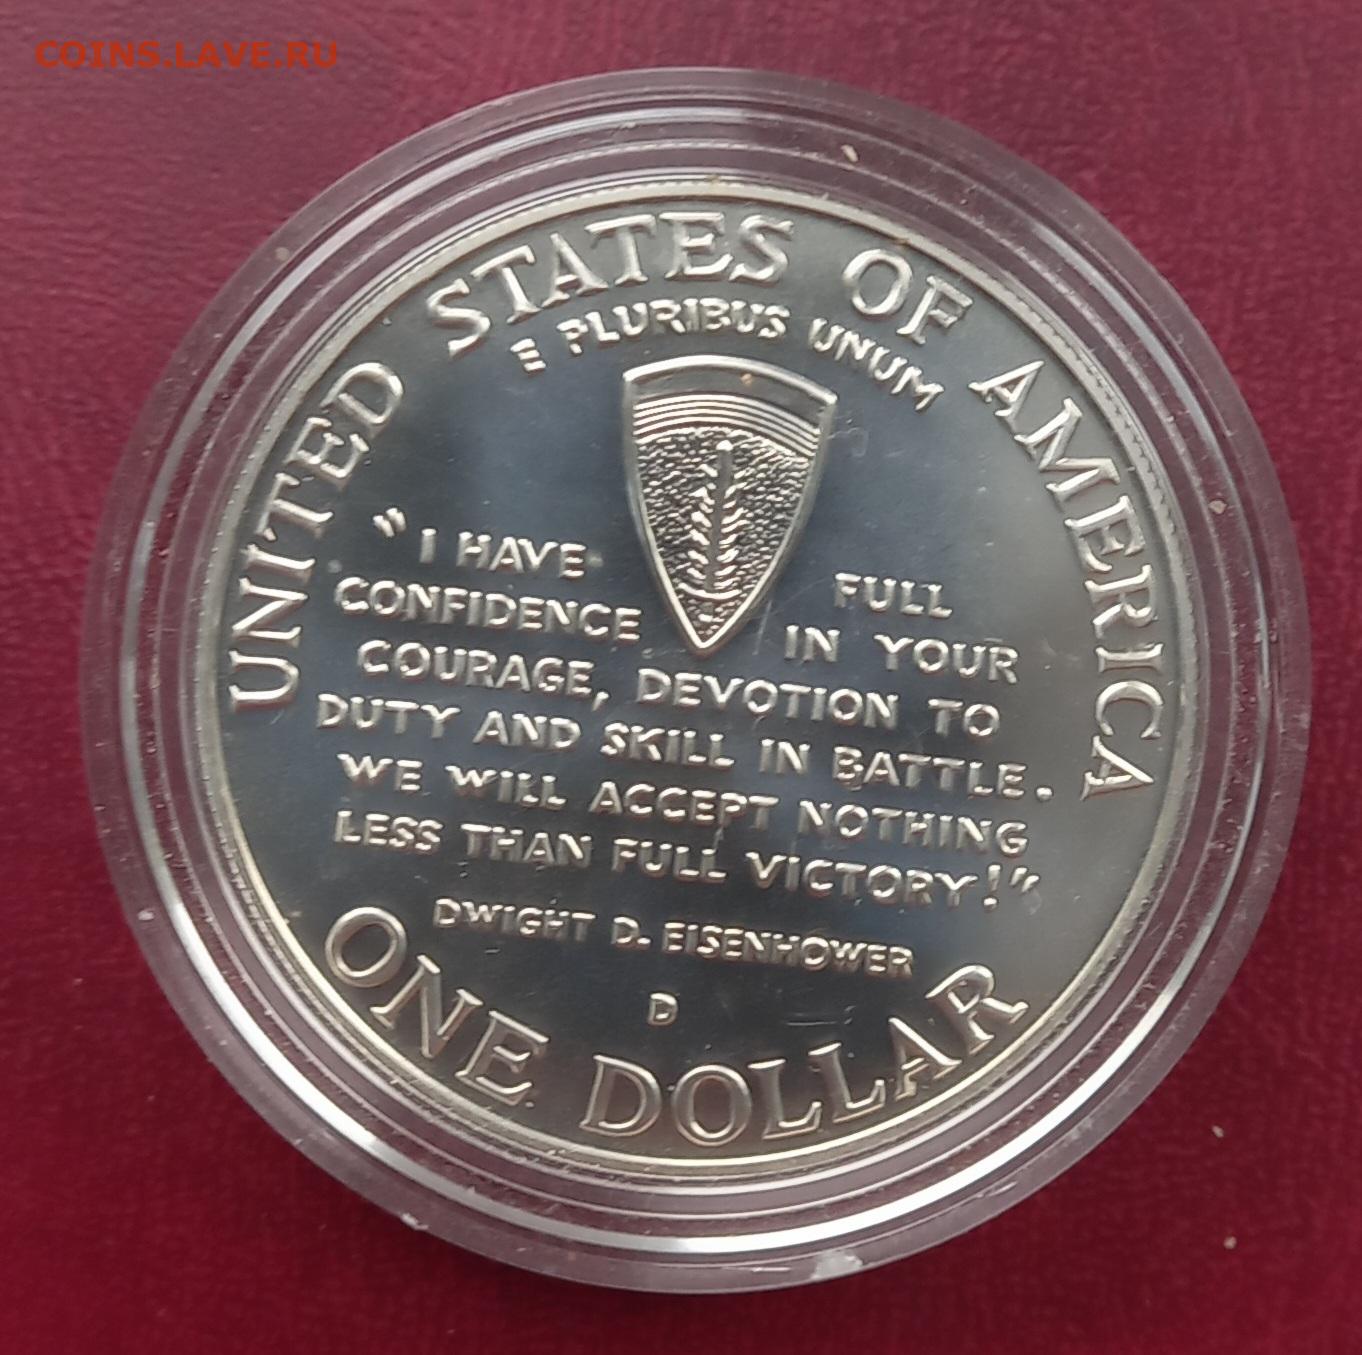 COINS.LAVE.RU
UNITED STATES OF AMERICA
E PLURIBUS UNUM
"I HAVE FULL
CONFIDENCE IN YOUR
COURAGE, DEVOTION TO
DUTY AND SKILL IN BATTLE.
WE WILL ACCEPT NOTHING
LESS THAN FULL VICTORY!"
DWIGHT D. EISENHOWER
D
ONE DOLLAR